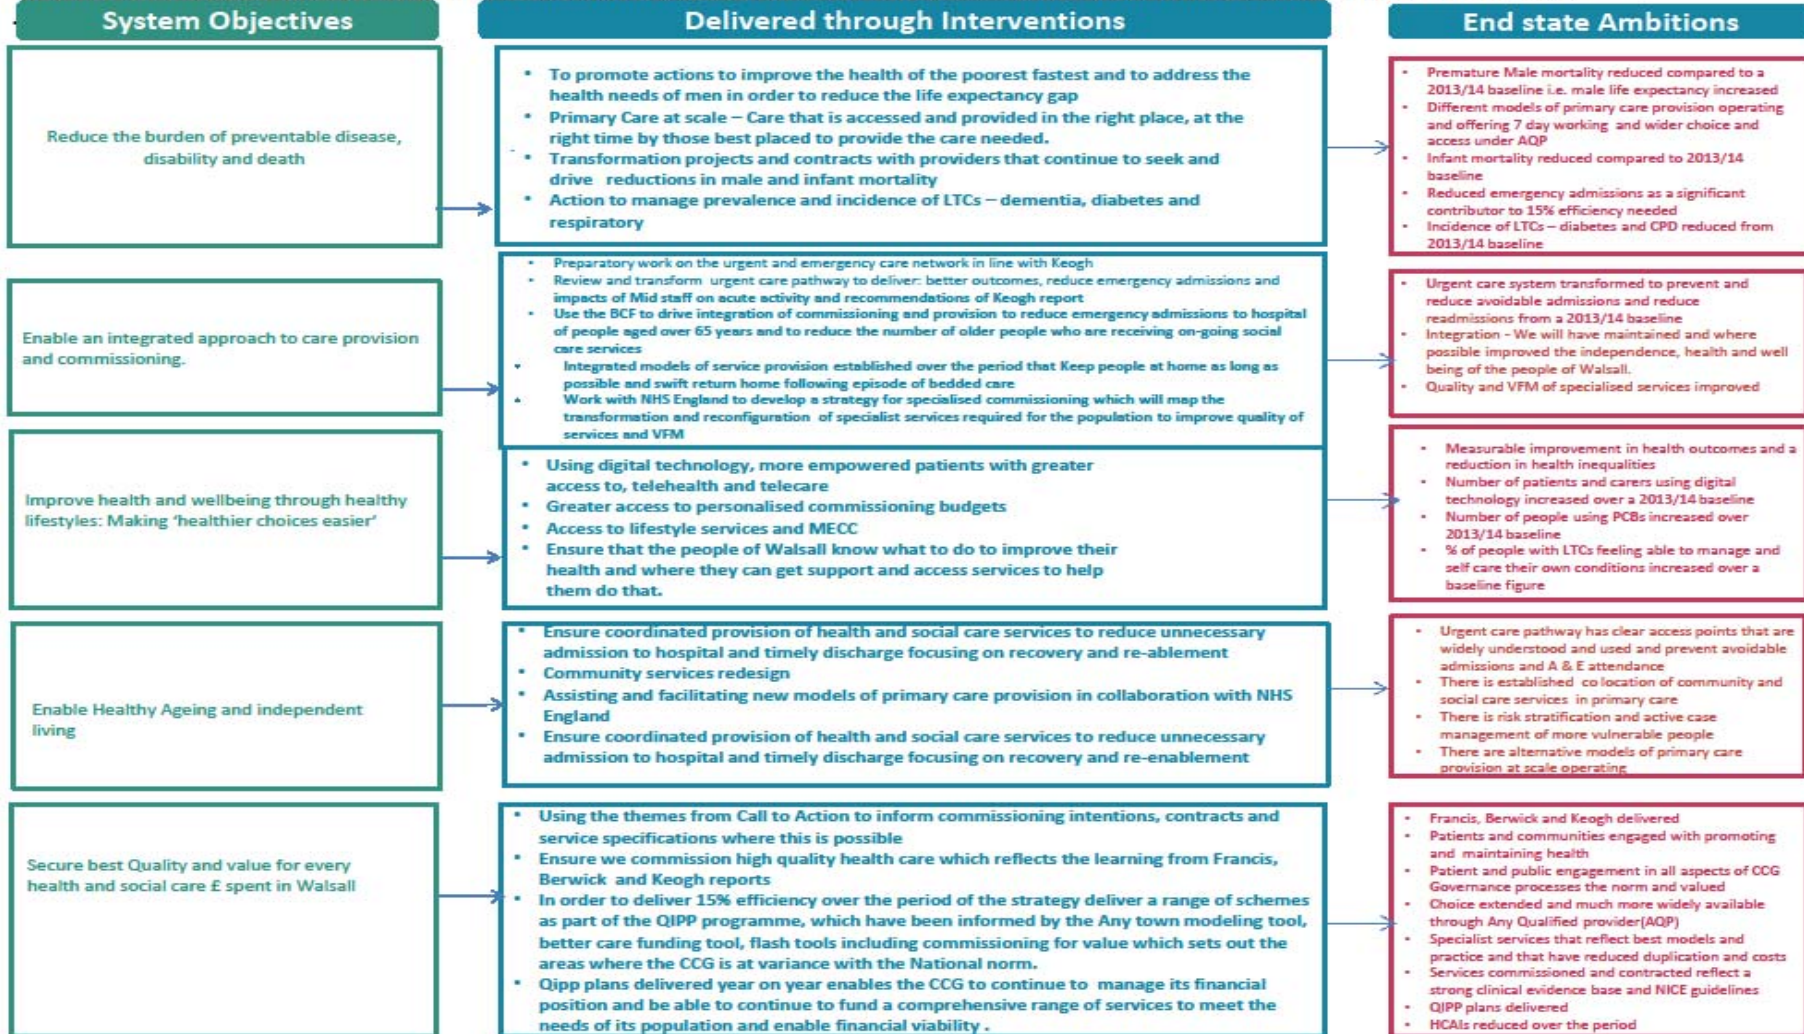 System Objectives
Delivered through Interventions
End state Ambitions
Reduce the burden of preventable disease,
disability and death
• To promote actions to improve the health of the poorest fastest and to address the
health needs of men in order to reduce the life expectancy gap
• Primary Care at scale – Care that is accessed and provided in the right place, at the
right time by those best placed to provide the care needed.
• Transformation projects and contracts with providers that continue to seek and
drive reductions in male and infant mortality
• Action to manage prevalence and incidence of LTCs – dementia, diabetes and
respiratory
• Premature Male mortality reduced compared to a
2013/14 baseline i.e. male life expectancy increased
• Different models of primary care provision operating
and offering 7 day working and wider choice and
access under AQP
• Infant mortality reduced compared to 2013/14
baseline
• Reduced emergency admissions as a significant
contributor to 15% efficiency needed
• Incidence of LTCs – diabetes and CPD reduced from
2013/14 baseline
Enable an integrated approach to care provision
and commissioning.
• Preparatory work on the urgent and emergency care network in line with Keogh
• Review and transform urgent care pathway to deliver: better outcomes, reduce emergency admissions and
impacts of Mid staff on acute activity and recommendations of Keogh report
• Use the BCF to drive integration of commissioning and provision to reduce emergency admissions to hospital
of people aged over 65 years and to reduce the number of older people who are receiving on-going social
care services
• Integrated models of service provision established over the period that Keep people at home as long as
possible and swift return home following episode of bedded care
• Work with NHS England to develop a strategy for specialised commissioning which will map the
transformation and reconfiguration of specialist services required for the population to improve quality of
services and VFM
• Urgent care system transformed to prevent and
reduce avoidable admissions and reduce
readmissions from a 2013/14 baseline
• Integration - We will have maintained and where
possible improved the independence, health and well
being of the people of Walsall.
• Quality and VFM of specialised services improved
Improve health and wellbeing through healthy
lifestyles: Making 'healthier choices easier'
• Using digital technology, more empowered patients with greater
access to, telehealth and telecare
• Greater access to personalised commissioning budgets
• Access to lifestyle services and MECC
• Ensure that the people of Walsall know what to do to improve their
health and where they can get support and access services to help
them do that.
• Measurable improvement in health outcomes and a
reduction in health inequalities
• Number of patients and carers using digital
technology increased over a 2013/14 baseline
• Number of people using PCBs increased over
2013/14 baseline
• % of people with LTCs feeling able to manage and
self care their own conditions increased over a
baseline figure
Enable Healthy Ageing and independent
living
• Ensure coordinated provision of health and social care services to reduce unnecessary
admission to hospital and timely discharge focusing on recovery and re-ablement
• Community services redesign
• Assisting and facilitating new models of primary care provision in collaboration with NHS
England
• Ensure coordinated provision of health and social care services to reduce unnecessary
admission to hospital and timely discharge focusing on recovery and re-enablement
• Urgent care pathway has clear access points that are
widely understood and used and prevent avoidable
admissions and A & E attendance
• There is established co location of community and
social care services in primary care
• There is risk stratification and active case
management of more vulnerable people
• There are alternative models of primary care
provision at scale operating
Secure best Quality and value for every
health and social care £ spent in Walsall
• Using the themes from Call to Action to inform commissioning intentions, contracts and
service specifications where this is possible
• Ensure we commission high quality health care which reflects the learning from Francis,
Berwick and Keogh reports
• In order to deliver 15% efficiency over the period of the strategy deliver a range of schemes
as part of the QIPP programme, which have been informed by the Any town modeling tool,
better care funding tool, flash tools including commissioning for value which sets out the
areas where the CCG is at variance with the National norm.
• Qipp plans delivered year on year enables the CCG to continue to manage its financial
position and be able to continue to fund a comprehensive range of services to meet the
needs of its population and enable financial viability .
• Francis, Berwick and Keogh delivered
• Patients and communities engaged with promoting
and maintaining health
• Patient and public engagement in all aspects of CCG
Governance processes the norm and valued
• Choice extended and much more widely available
through Any Qualified provider(AQP)
• Specialist services that reflect best models and
practice and that have reduced duplication and costs
• Services commissioned and contracted reflect a
strong clinical evidence base and NICE guidelines
• QIPP plans delivered
• HCAIs reduced over the period